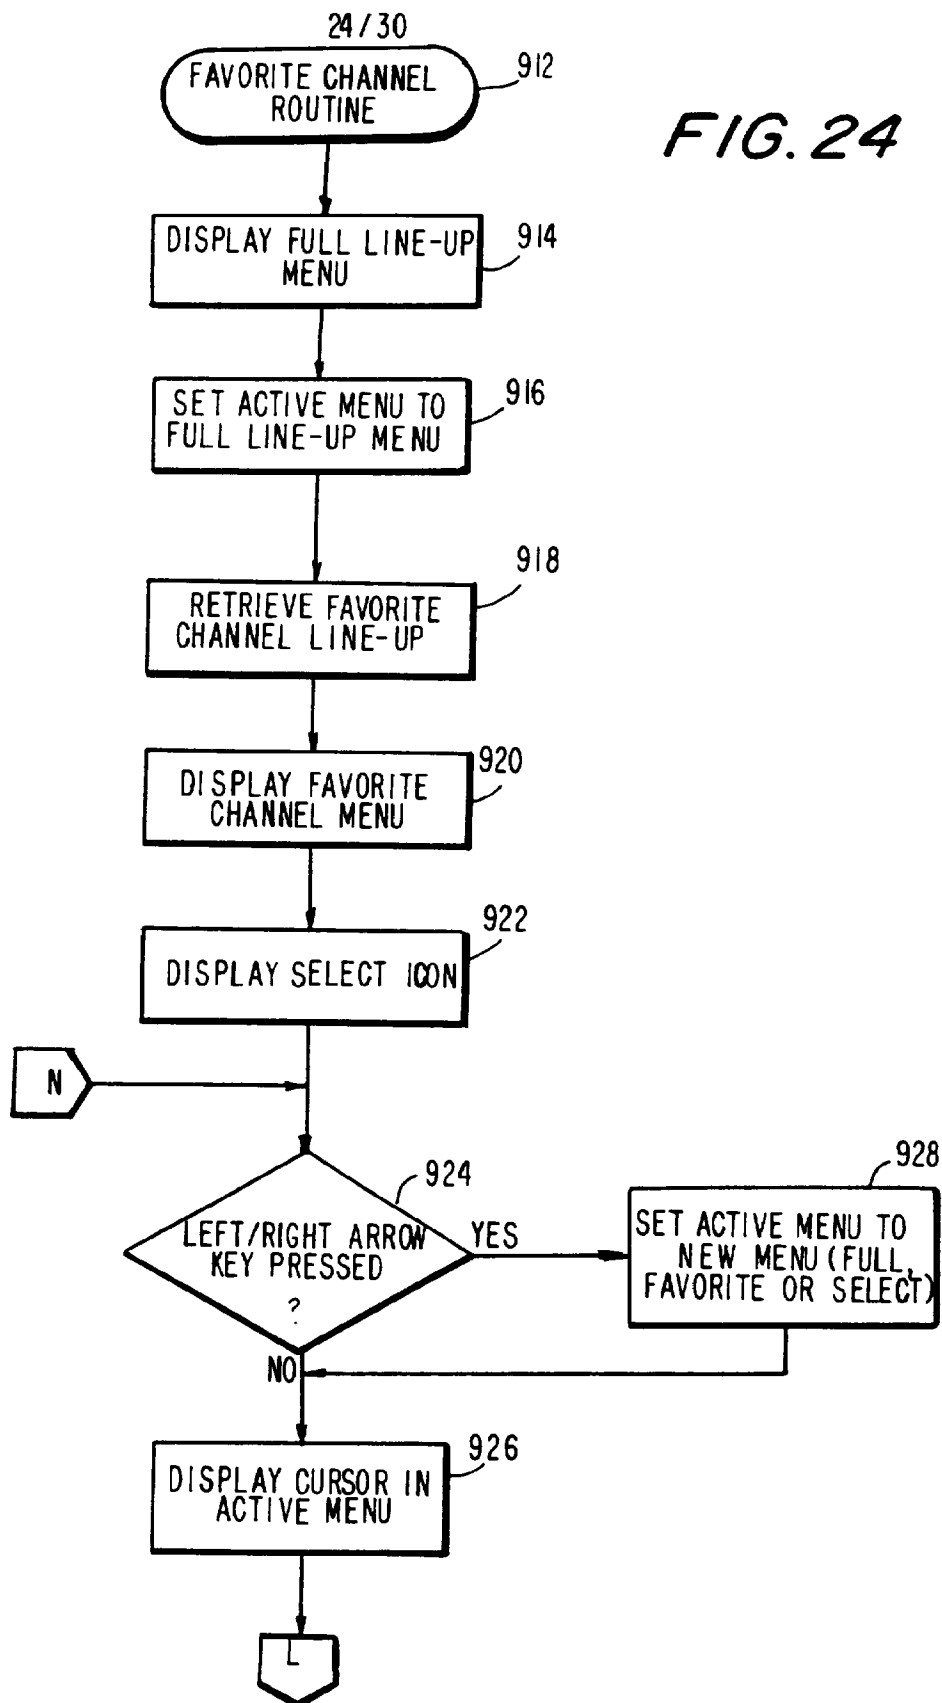 24/30
FAVORITE CHANNEL
ROUTINE
912
FIG. 24
DISPLAY FULL LINE-UP
MENU
914
SET ACTIVE MENU TO
FULL LINE-UP MENU
916
RETRIEVE FAVORITE
CHANNEL LINE-UP
918
DISPLAY FAVORITE
CHANNEL MENU
920
DISPLAY SELECT ICON
922
N
LEFT/RIGHT ARROW
KEY PRESSED
?
924
YES
SET ACTIVE MENU TO
NEW MENU (FULL,
FAVORITE OR SELECT)
928
NO
DISPLAY CURSOR IN
ACTIVE MENU
926
L